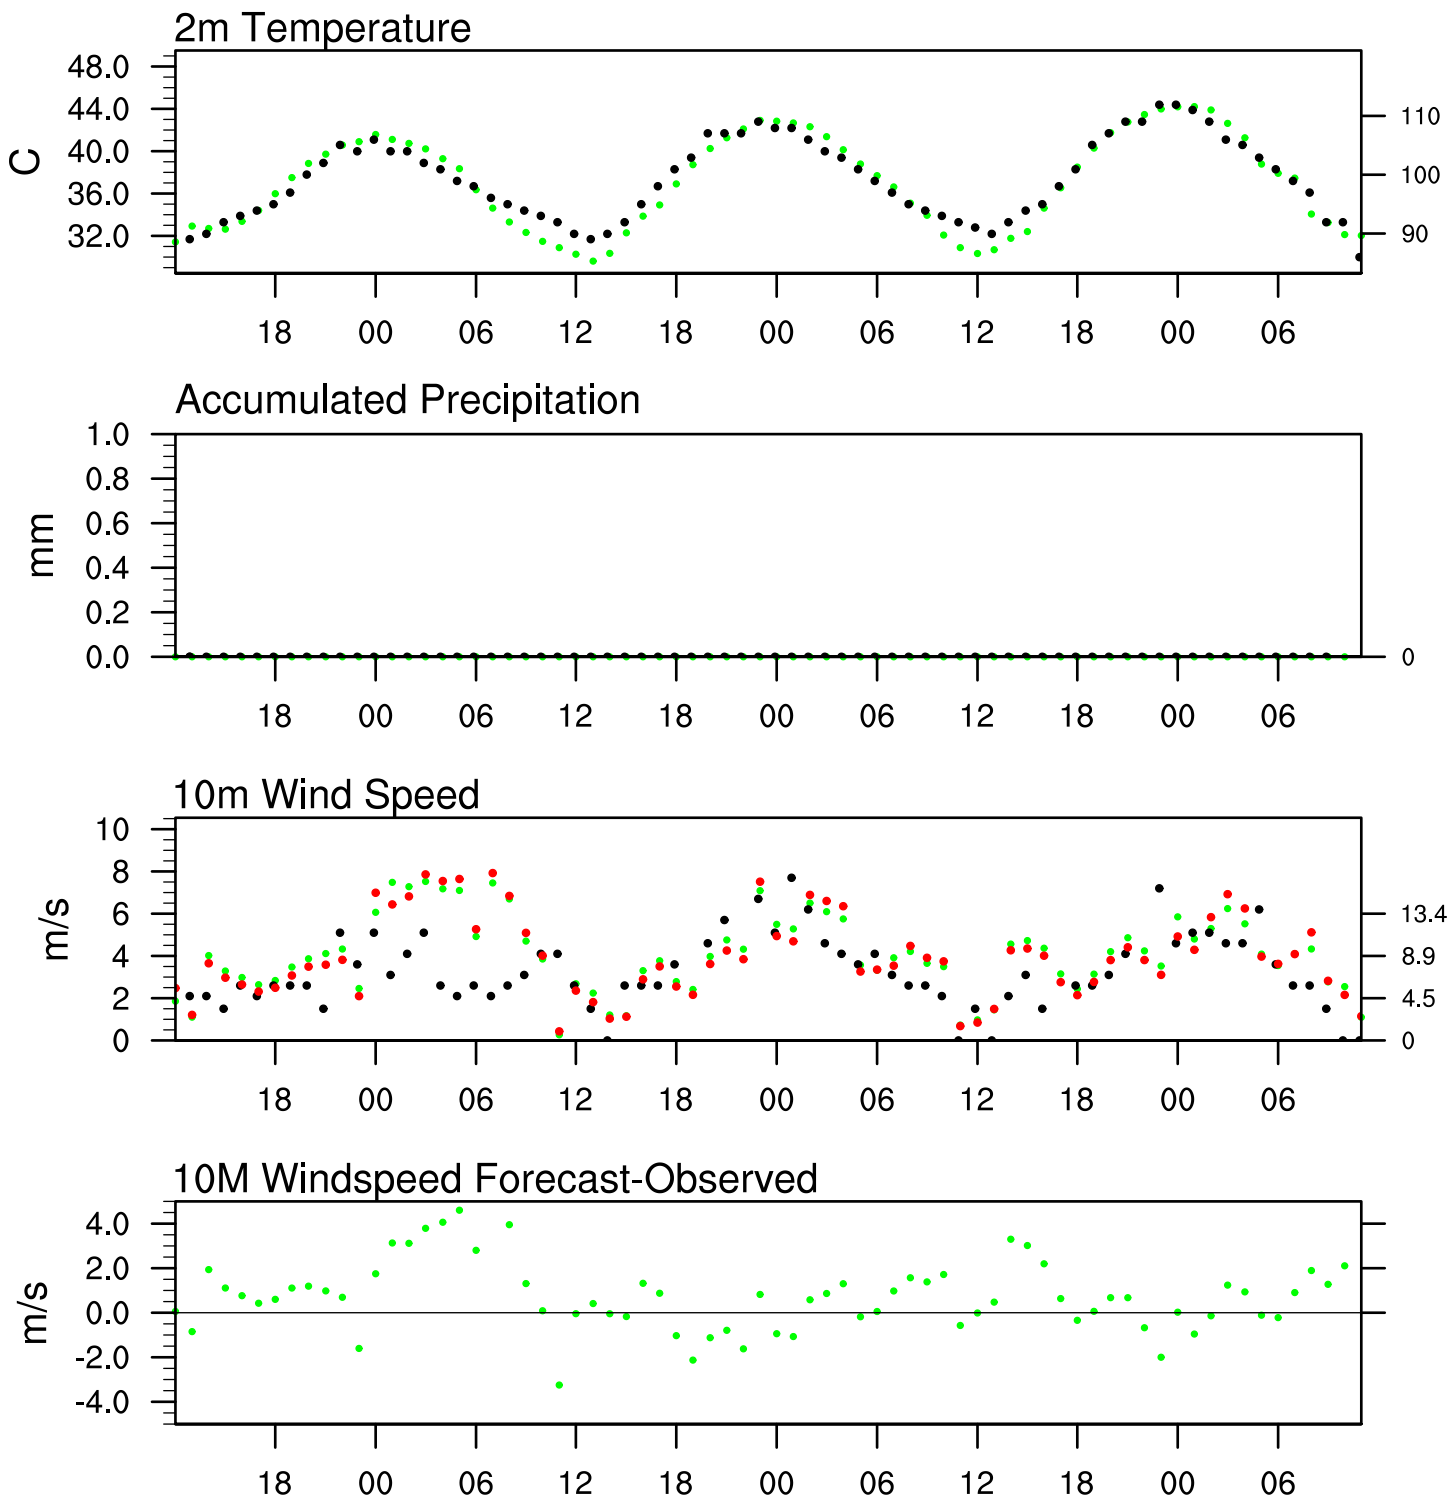 2m Temperature
48.0
44.0
40.0
36.0
32.0
C
110
100
90
18 00 06 12 18 00 06 12 18 00 06
Accumulated Precipitation
1.0
0.8
0.6
0.4
0.2
0.0
mm
0
18 00 06 12 18 00 06 12 18 00 06
10m Wind Speed
10
8
6
4
2
0
m/s
13.4
8.9
4.5
0
18 00 06 12 18 00 06 12 18 00 06
10M Windspeed Forecast-Observed
4.0
2.0
0.0
-2.0
-4.0
m/s
18 00 06 12 18 00 06 12 18 00 06